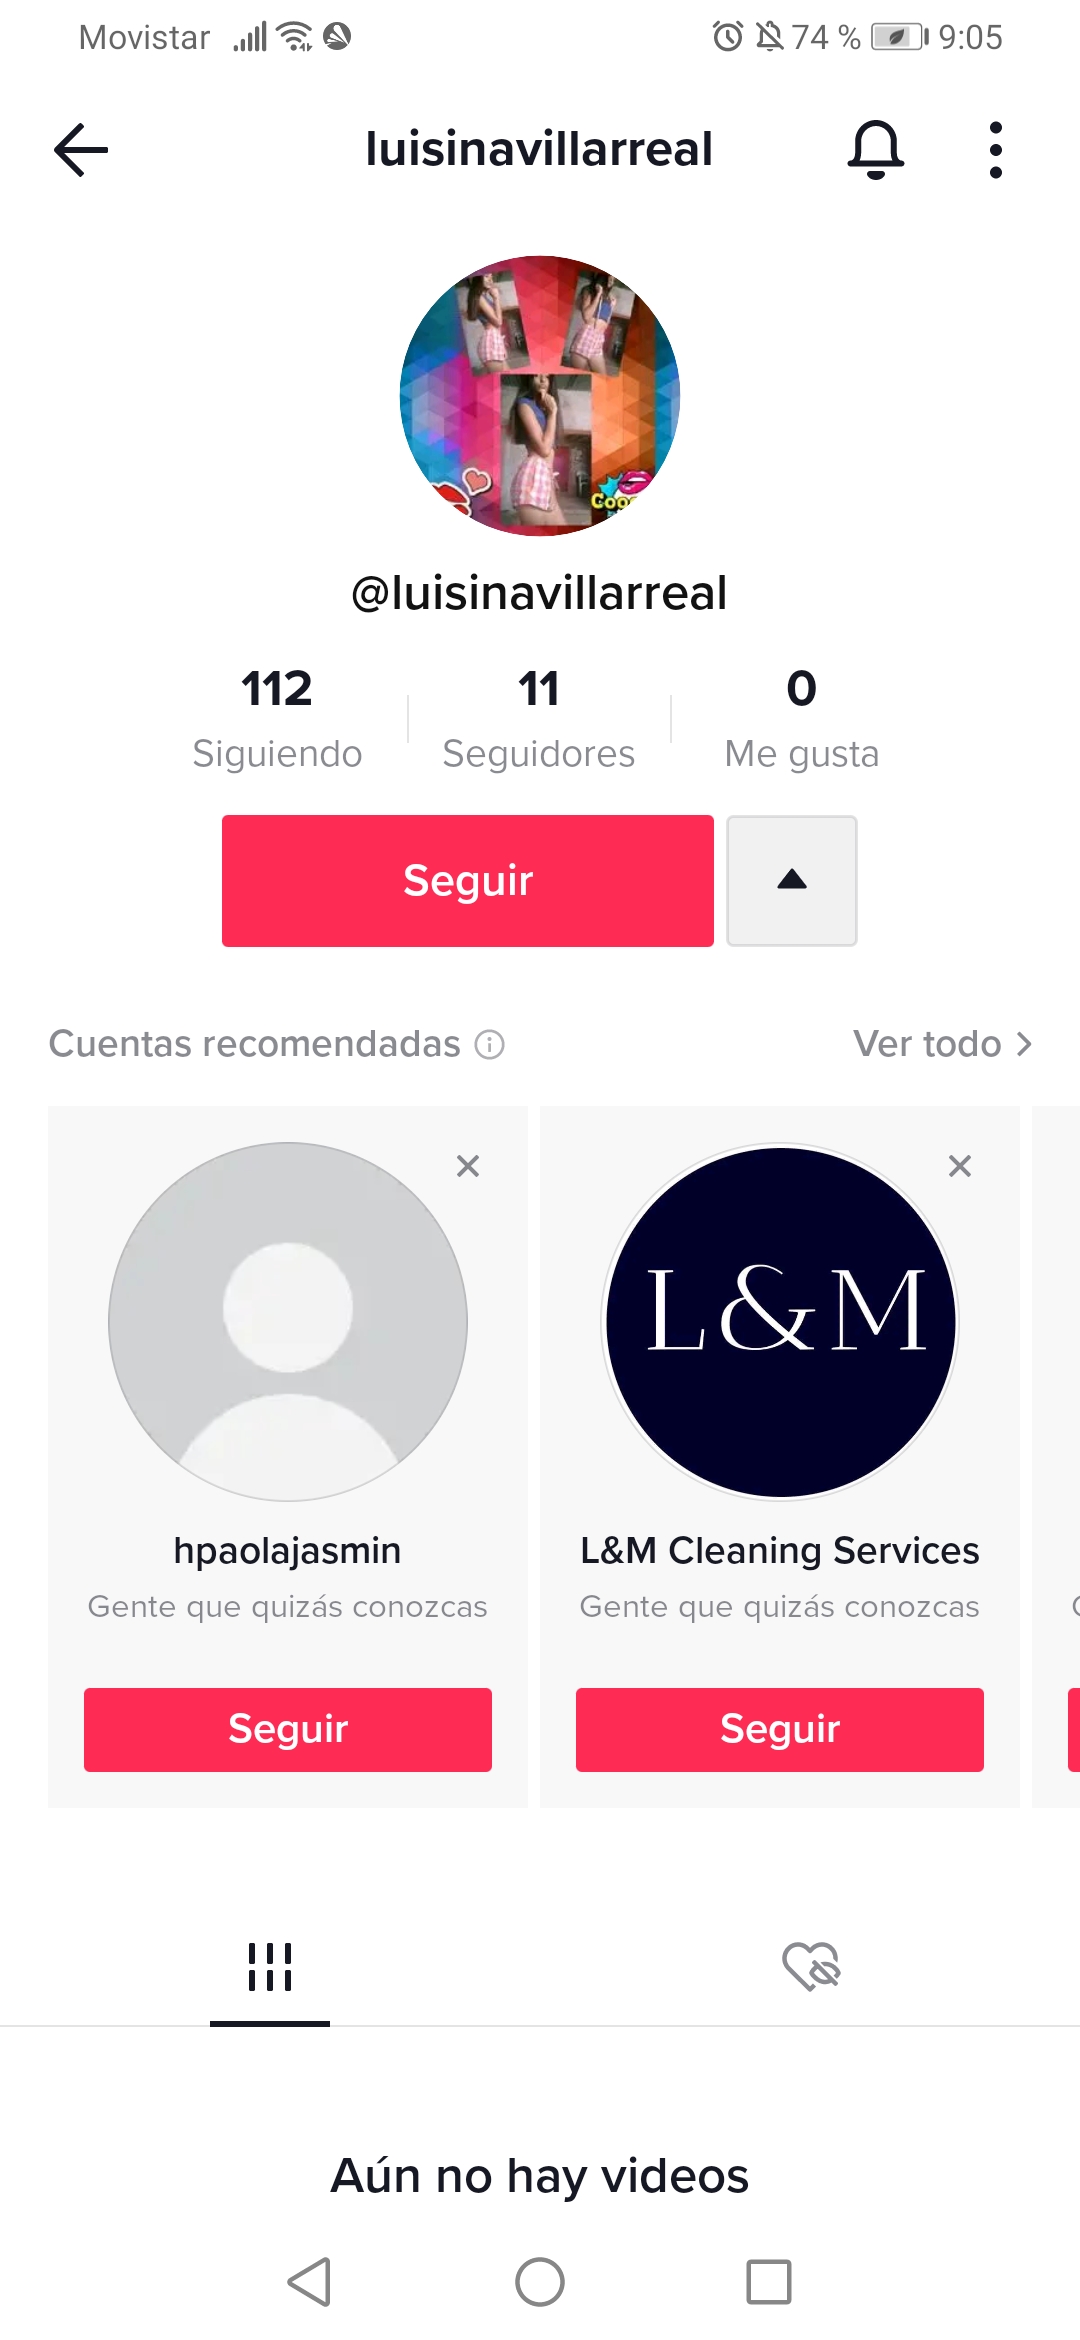 Movistar 74 % 9:05
luisinavillarreal
@luisinavillarreal
112 11 0
Siguiendo Seguidores Me gusta
Seguir
Cuentas recomendadas Ver todo
L&M
hpaolajasmin L&M Cleaning Services
Gente que quizás conozcas Gente que quizás conozcas
Seguir Seguir
Aún no hay videos